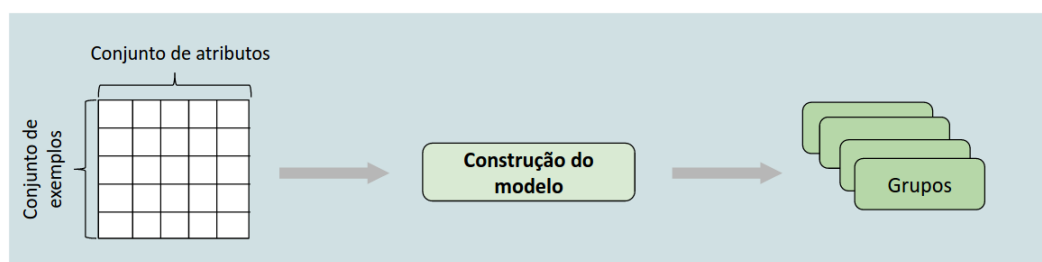 Conjunto de atributos
Conjunto de
exemplos
Construção do
modelo
Grupos